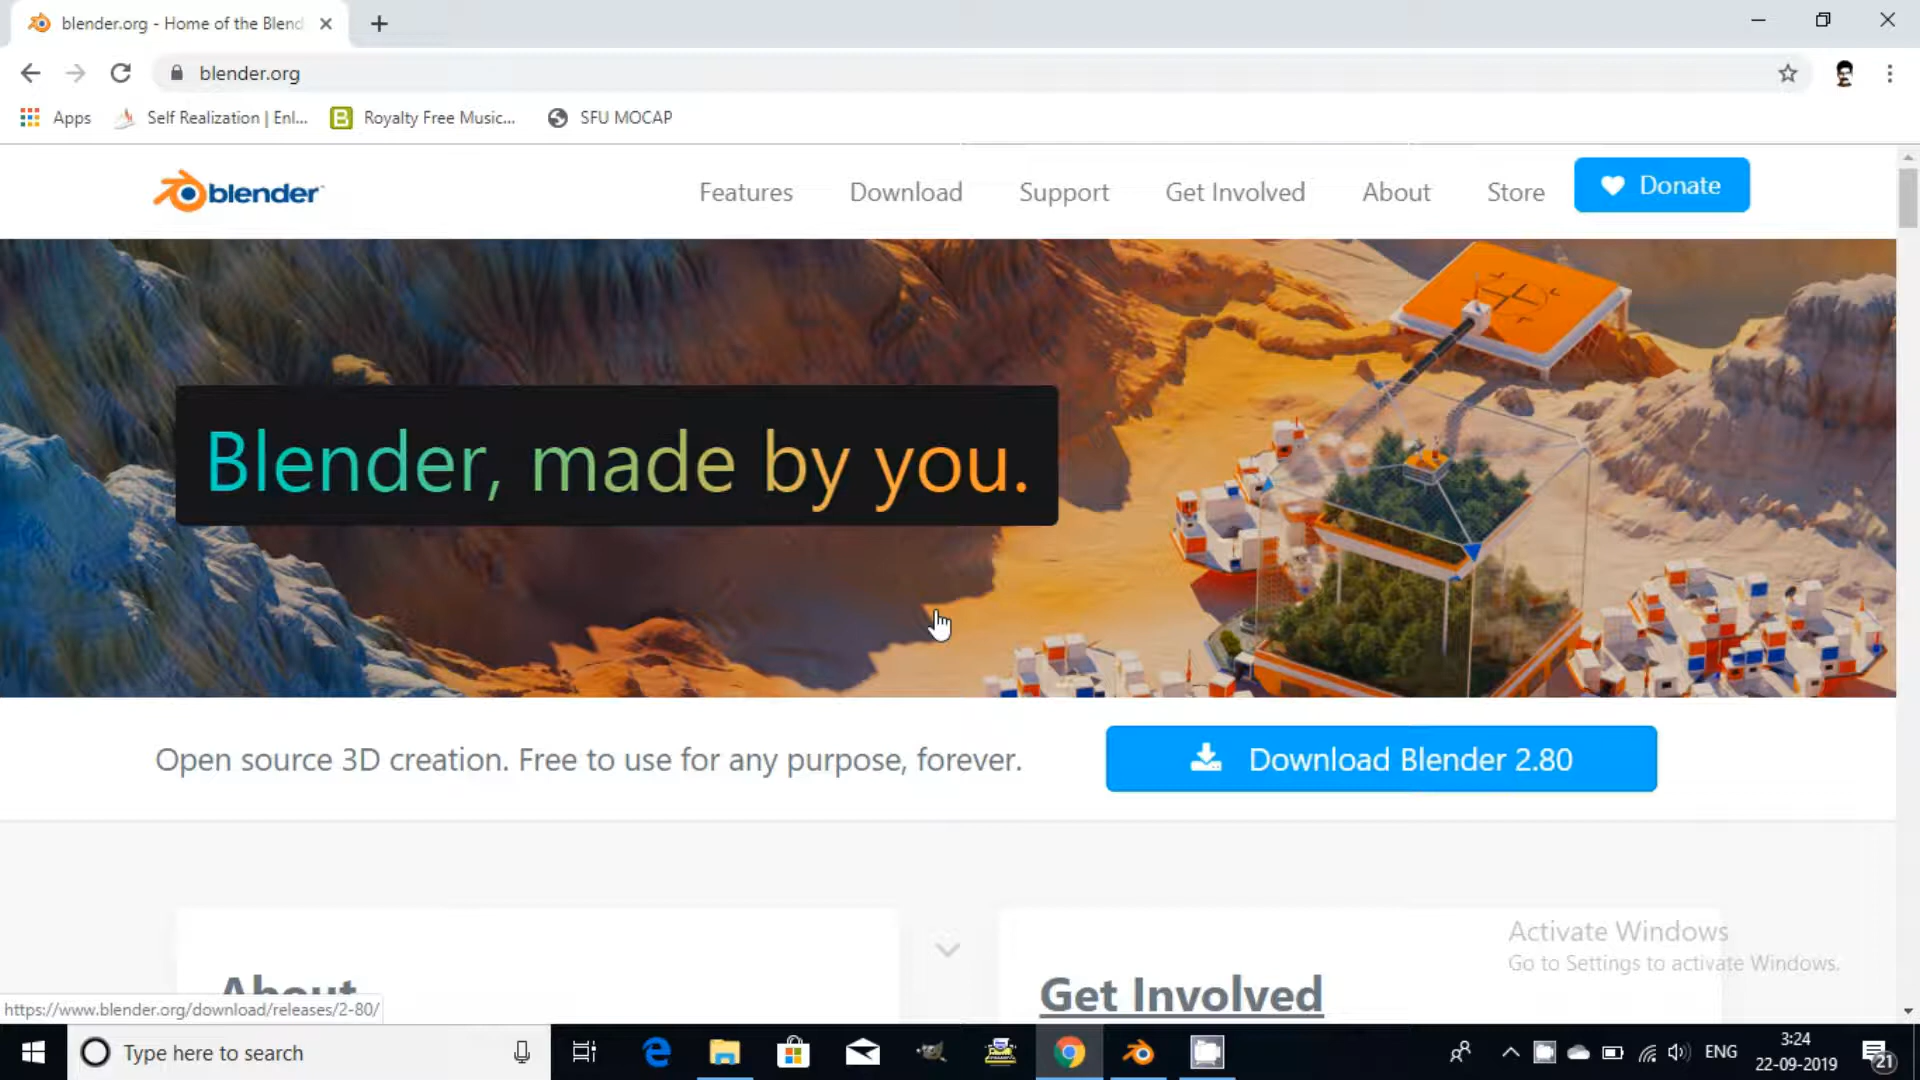 blender.org - Home of the Blend
blender.org
Apps
Self Realization | Enl...
Royalty Free Music...
SFU MOCAP
blender
Features
Download
Support
Get Involved
About
Store
Donate
Blender, made by you.
Open source 3D creation. Free to use for any purpose, forever.
Download Blender 2.80
About
Get Involved
Activate Windows
Go to Settings to activate Windows.
https://www.blender.org/download/releases/2-80/
Type here to search
ENG
3:24
22-09-2019
21